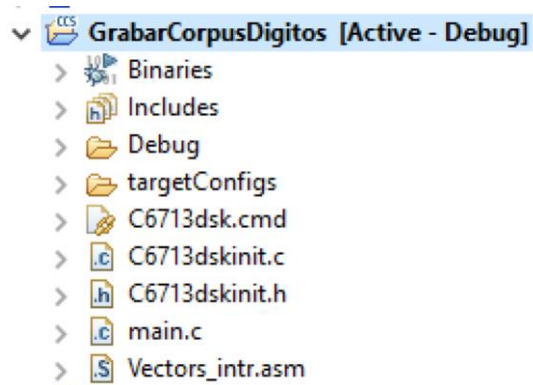 GrabarCorpusDigitos [Active - Debug]
Binaries
Includes
Debug
targetConfigs
C6713dsk.cmd
C6713dskinit.c
C6713dskinit.h
main.c
Vectors_intr.asm